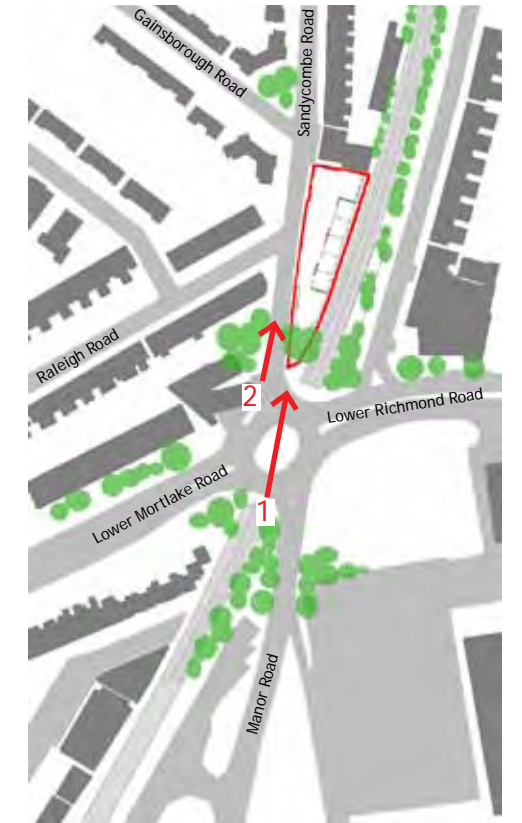 Gainsborough Road
Sandycombe Road
Raleigh Road
2
Lower Richmond Road
Lower Mortlake Road
1
Manor Road